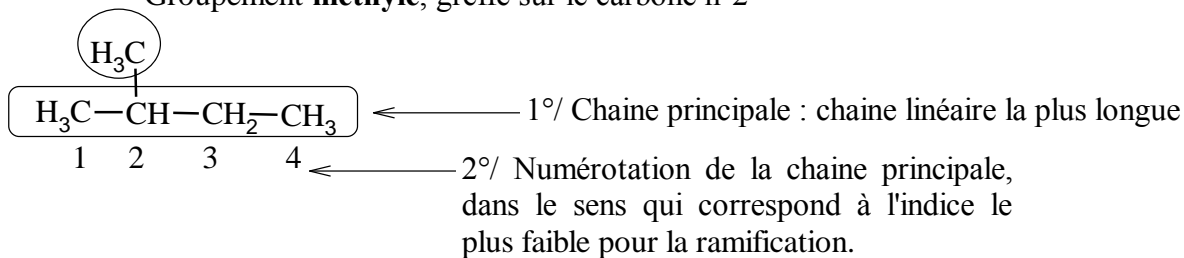 Groupement méthyle, greffé sur le carbone n°2
H3C
H3C—CH—CH2—CH3
1 2 3 4
1°/ Chaine principale : chaine linéaire la plus longue
2°/ Numérotation de la chaine principale,
dans le sens qui correspond à l'indice le
plus faible pour la ramification.